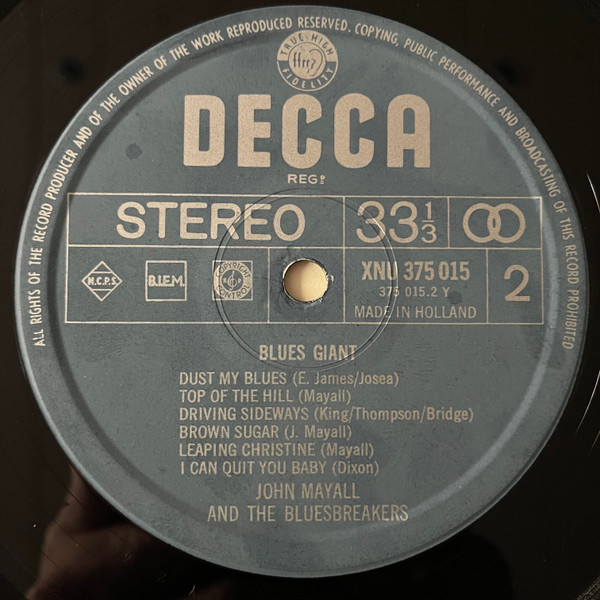 ALL RIGHTS OF THE RECORD PRODUCER AND OF THE OWNER OF THE WORK REPRODUCED RESERVED. COPYING, PUBLIC PERFORMANCE AND BROADCASTING OF THIS RECORD PROHIBITED
TRUE HIGH
ffrr
FIDELITY
DECCA
REGD
STEREO 33 1/3
M.C.P.S. B.I.E.M. XNU 375 015 2
375 015.2 Y
MADE IN HOLLAND
BLUES GIANT
DUST MY BLUES (E. James/Josea)
TOP OF THE HILL (Mayall)
DRIVING SIDEWAYS (King/Thompson/Bridge)
BROWN SUGAR (J. Mayall)
LEAPING CHRISTINE (Mayall)
I CAN QUIT YOU BABY (Dixon)
JOHN MAYALL
AND THE BLUESBREAKERS